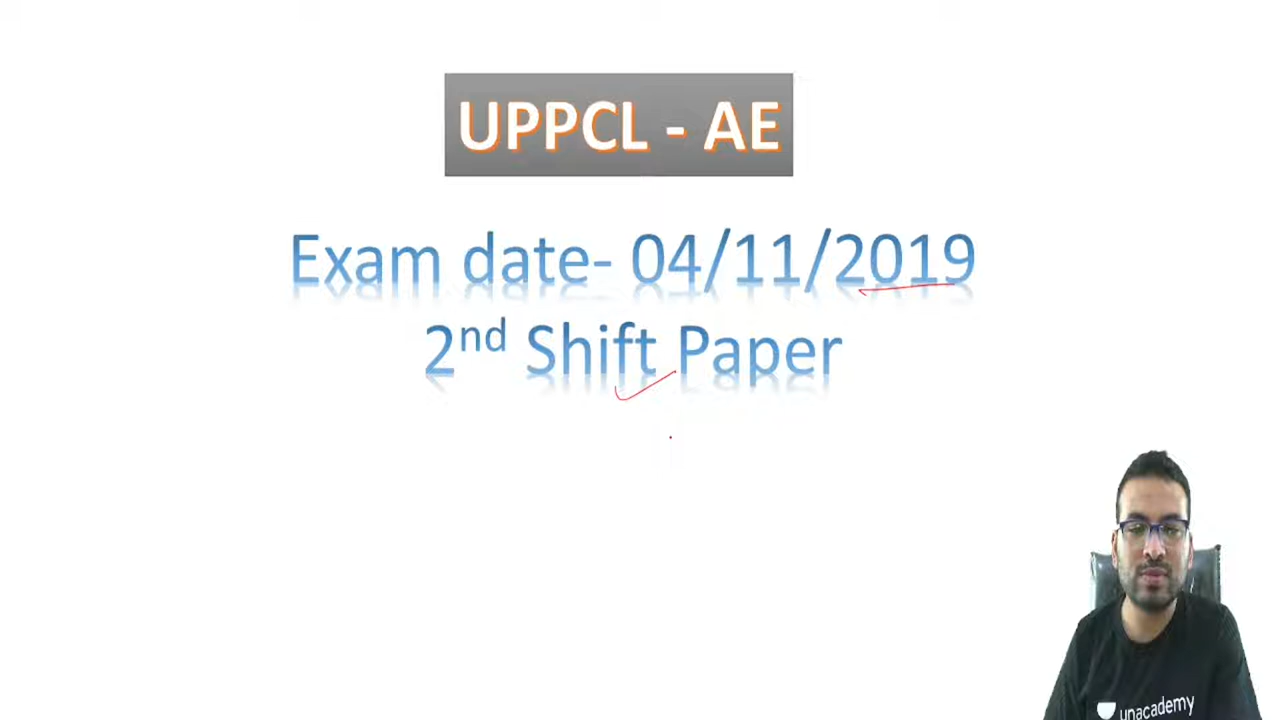 UPPCL - AE
Exam date- 04/11/2019
2nd Shift Paper
unacademy